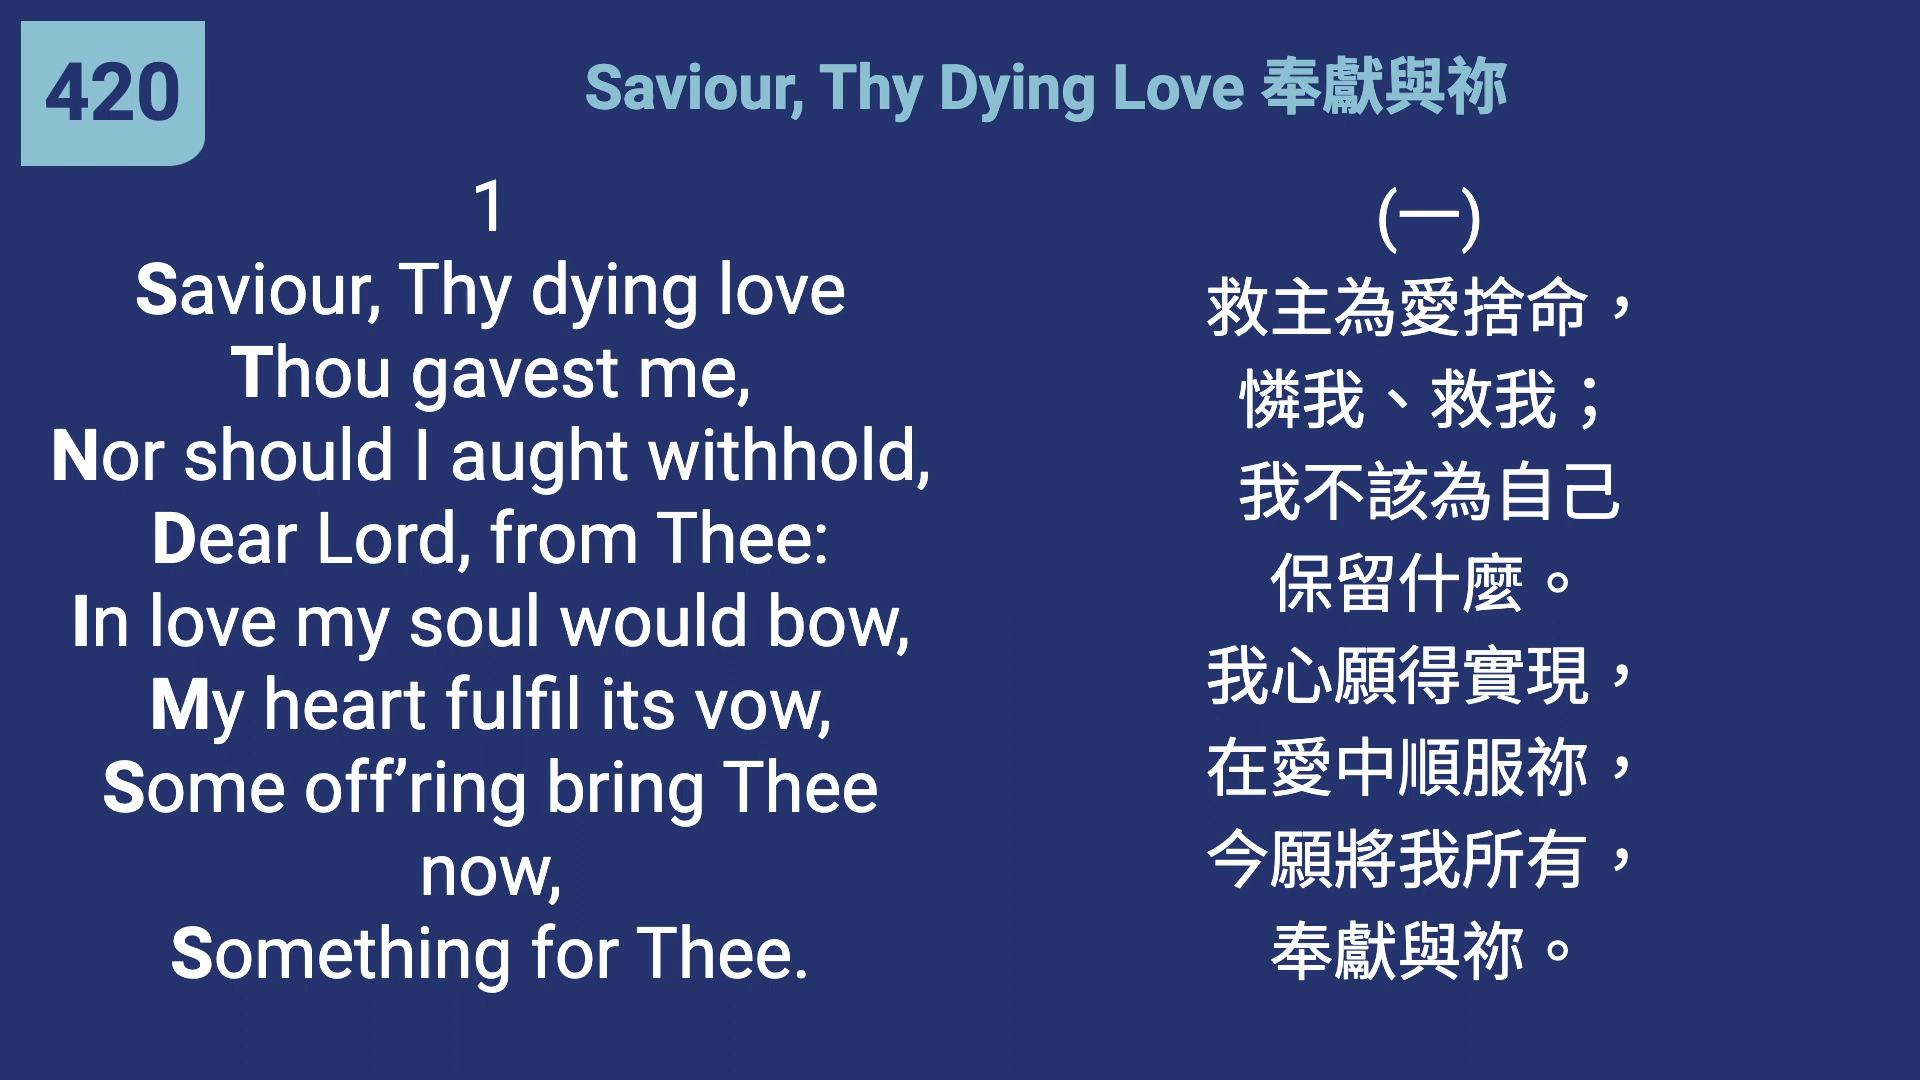 420
Saviour, Thy Dying Love 奉獻與祢
1
Saviour, Thy dying love
Thou gavest me,
Nor should I aught withhold,
Dear Lord, from Thee:
In love my soul would bow,
My heart fulfil its vow,
Some off’ring bring Thee
now,
Something for Thee.
(一)
救主為愛捨命，
憐我、救我；
我不該為自己
保留什麼。
我心願得實現，
在愛中順服祢，
今願將我所有，
奉獻與祢。